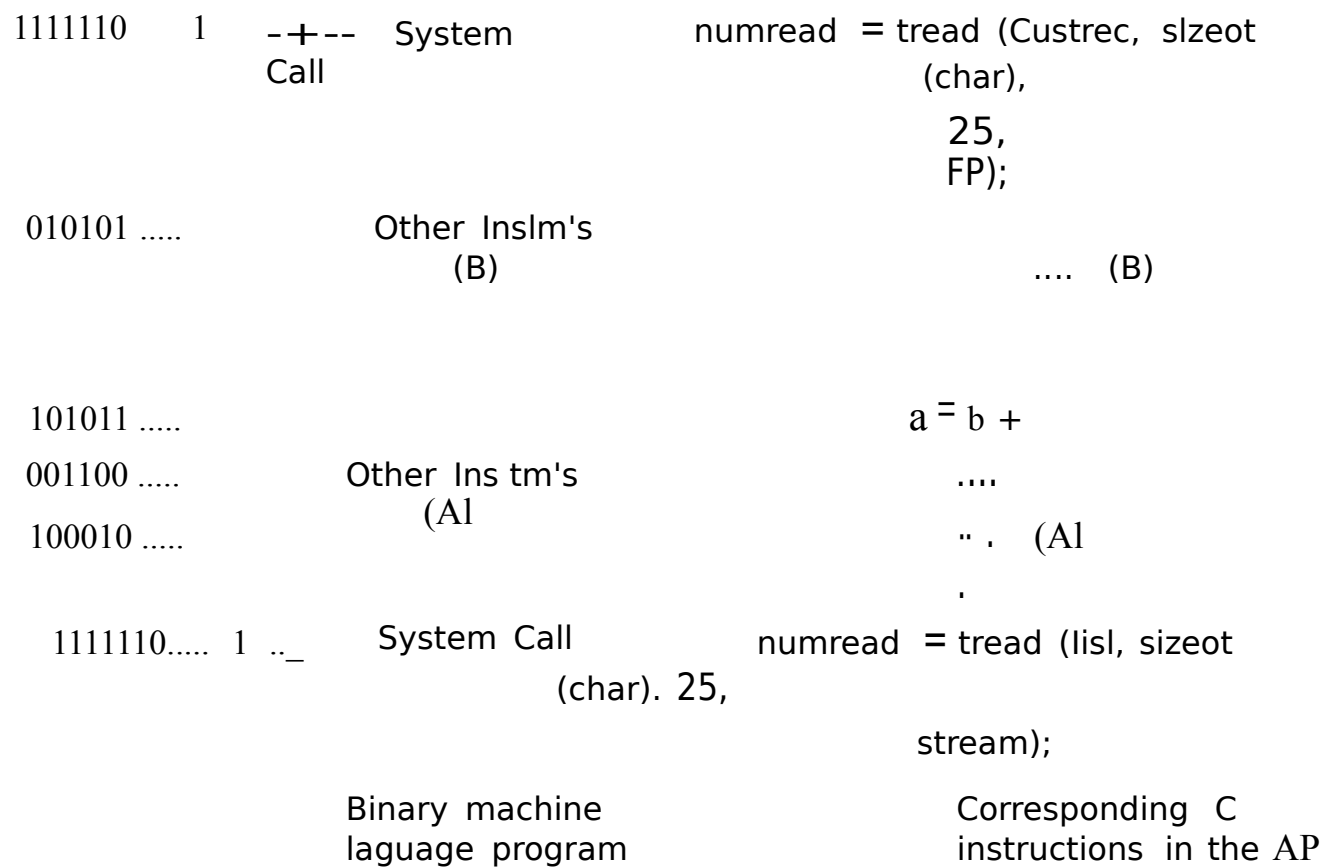 1111110 1 -+-- System numread = tread (Custrec, slzeot
Call (char),
25,
FP);
010101 ..... Other Inslm's
(B) .... (B)
101011 ..... a = b +
001100 ..... Other Ins tm's ....
(Al
100010 ..... .. . (Al
.
1111110..... 1 .._ System Call numread = tread (lisl, sizeot
(char). 25,
stream);
Binary machine Corresponding C
laguage program instructions in the AP